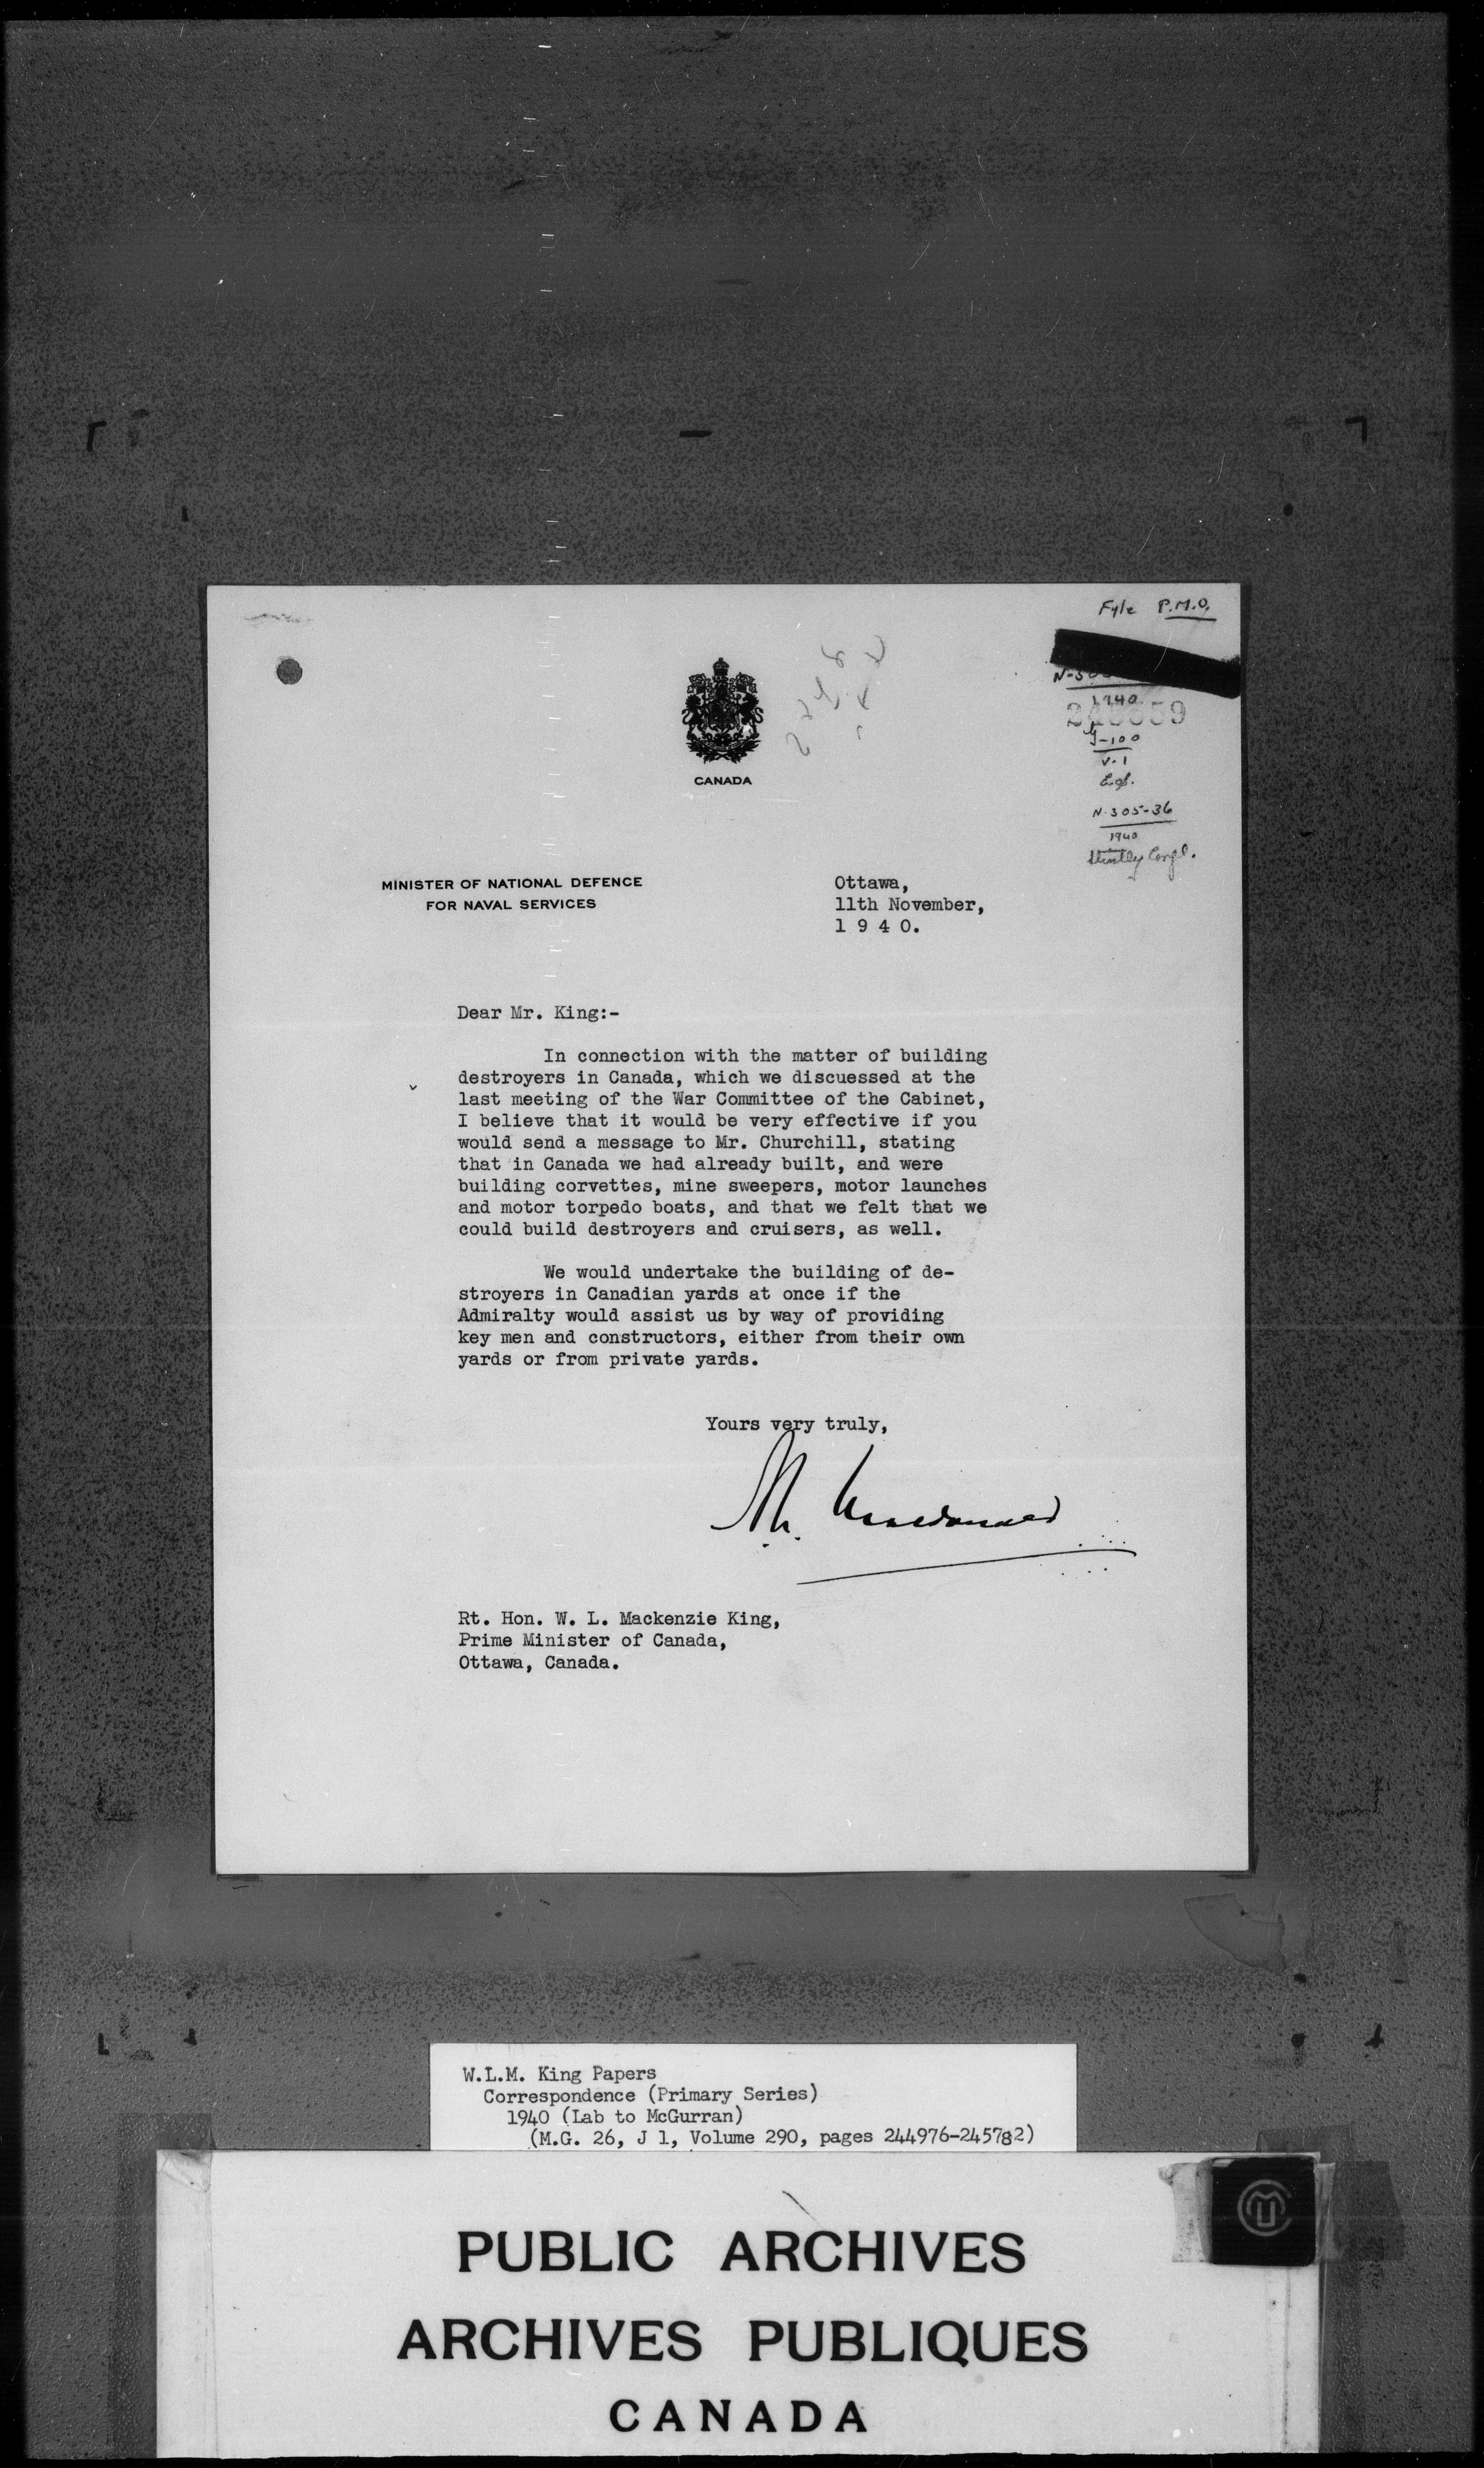 Fyle P.M.O.
1940
J-100
V.1
N-305-36
1940
CANADA
MINISTER OF NATIONAL DEFENCE
FOR NAVAL SERVICES
Ottawa,
11th November,
1 9 4 0.
Dear Mr. King:-
In connection with the matter of building
destroyers in Canada, which we discuessed at the
last meeting of the War Committee of the Cabinet,
I believe that it would be very effective if you
would send a message to Mr. Churchill, stating
that in Canada we had already built, and were
building corvettes, mine sweepers, motor launches
and motor torpedo boats, and that we felt that we
could build destroyers and cruisers, as well.
We would undertake the building of de-
stroyers in Canadian yards at once if the
Admiralty would assist us by way of providing
key men and constructors, either from their own
yards or from private yards.
Yours very truly,
Macdonald
Rt. Hon. W. L. Mackenzie King,
Prime Minister of Canada,
Ottawa, Canada.
W.L.M. King Papers
Correspondence (Primary Series)
1940 (Lab to McGurran)
(M.G. 26, J 1, Volume 290, pages 244976-245782)
PUBLIC ARCHIVES
ARCHIVES PUBLIQUES
CANADA